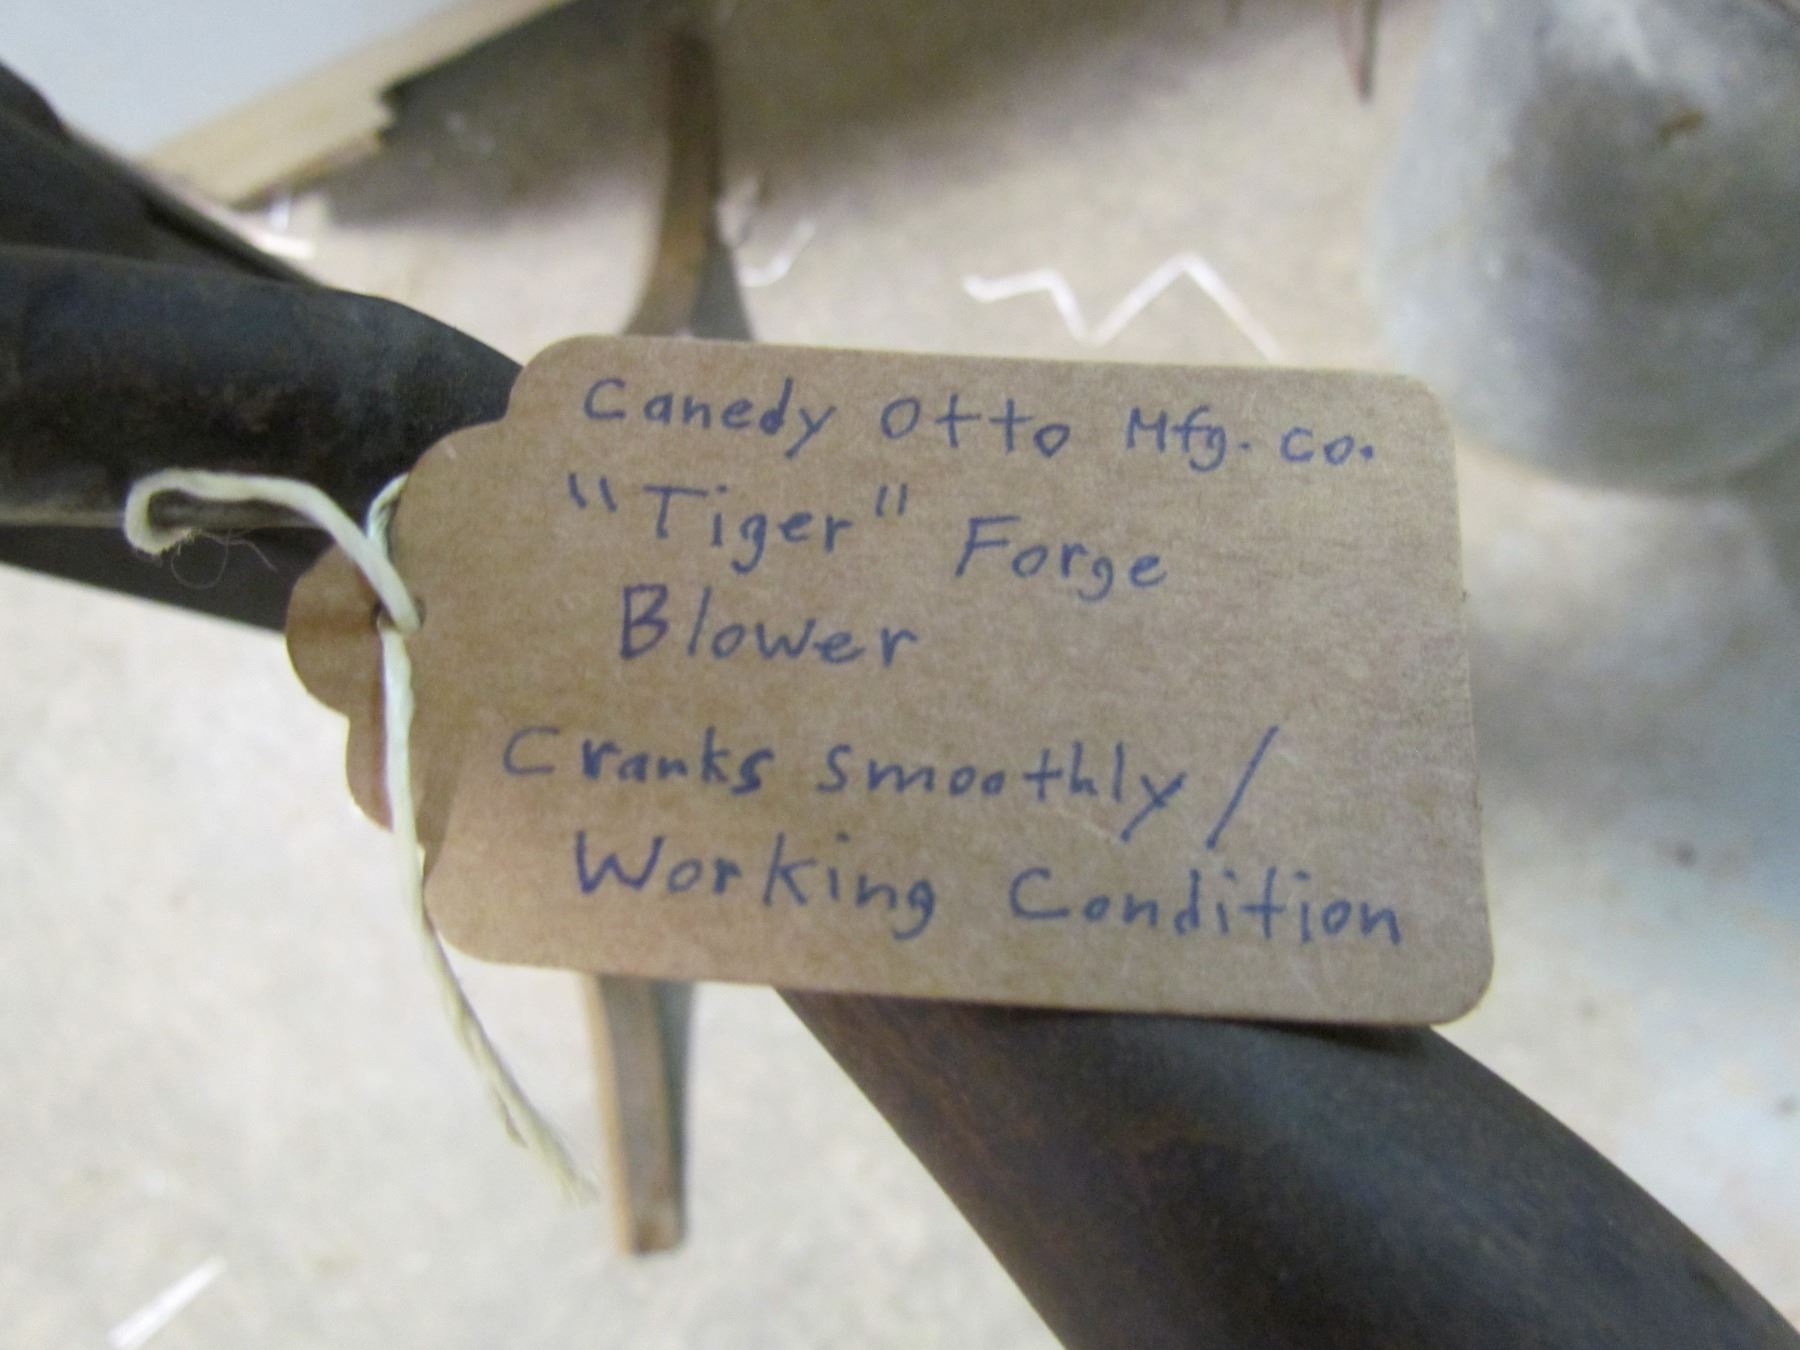 Canedy Otto Mfg. Co.
"Tiger" Forge
Blower
Cranks smoothly /
Working Condition